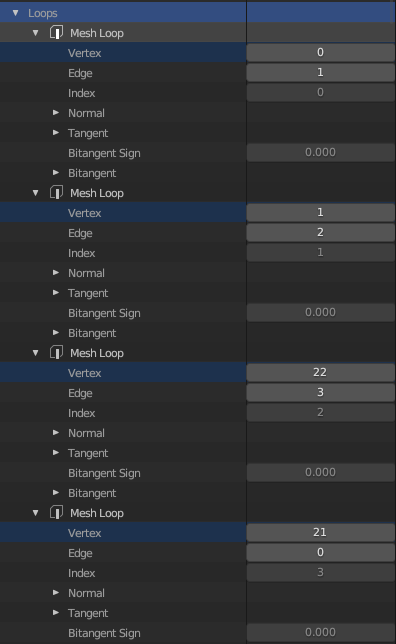 Loops
Mesh Loop
Vertex 0
Edge 1
Index 0
Normal
Tangent
Bitangent Sign 0.000
Bitangent
Mesh Loop
Vertex 1
Edge 2
Index 1
Normal
Tangent
Bitangent Sign 0.000
Bitangent
Mesh Loop
Vertex 22
Edge 3
Index 2
Normal
Tangent
Bitangent Sign 0.000
Bitangent
Mesh Loop
Vertex 21
Edge 0
Index 3
Normal
Tangent
Bitangent Sign 0.000